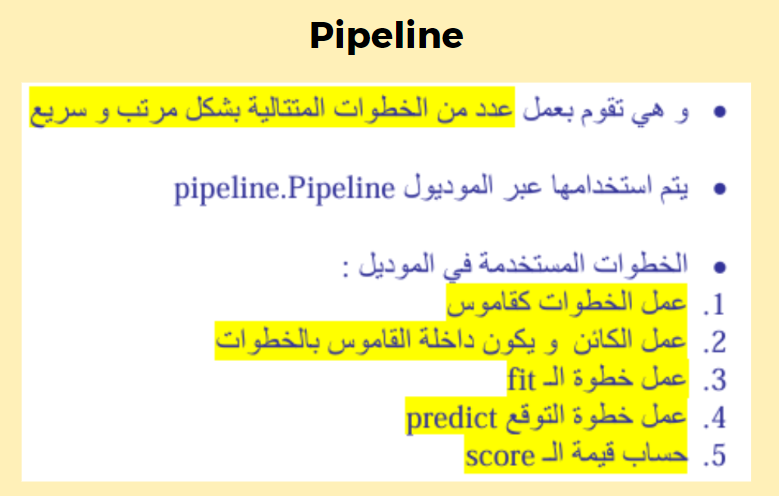 Pipeline
• و هي تقوم بعمل عدد من الخطوات المتتالية بشكل مرتب و سريع
• يتم استخدامها عبر الموديول pipeline.Pipeline
• الخطوات المستخدمة في الموديل :
1. عمل الخطوات كقاموس
2. عمل الكائن و يكون داخلة القاموس بالخطوات
3. عمل خطوة الـ fit
4. عمل خطوة التوقع predict
5. حساب قيمة الـ score